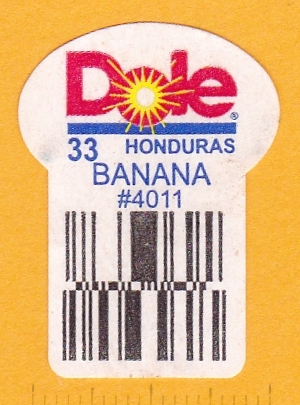 Dole
®
33 HONDURAS
BANANA
#4011